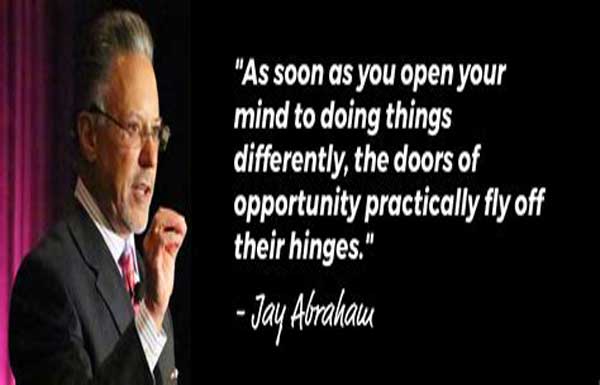 "As soon as you open your
mind to doing things
differently, the doors of
opportunity practically fly off
their hinges."
- Jay Abraham